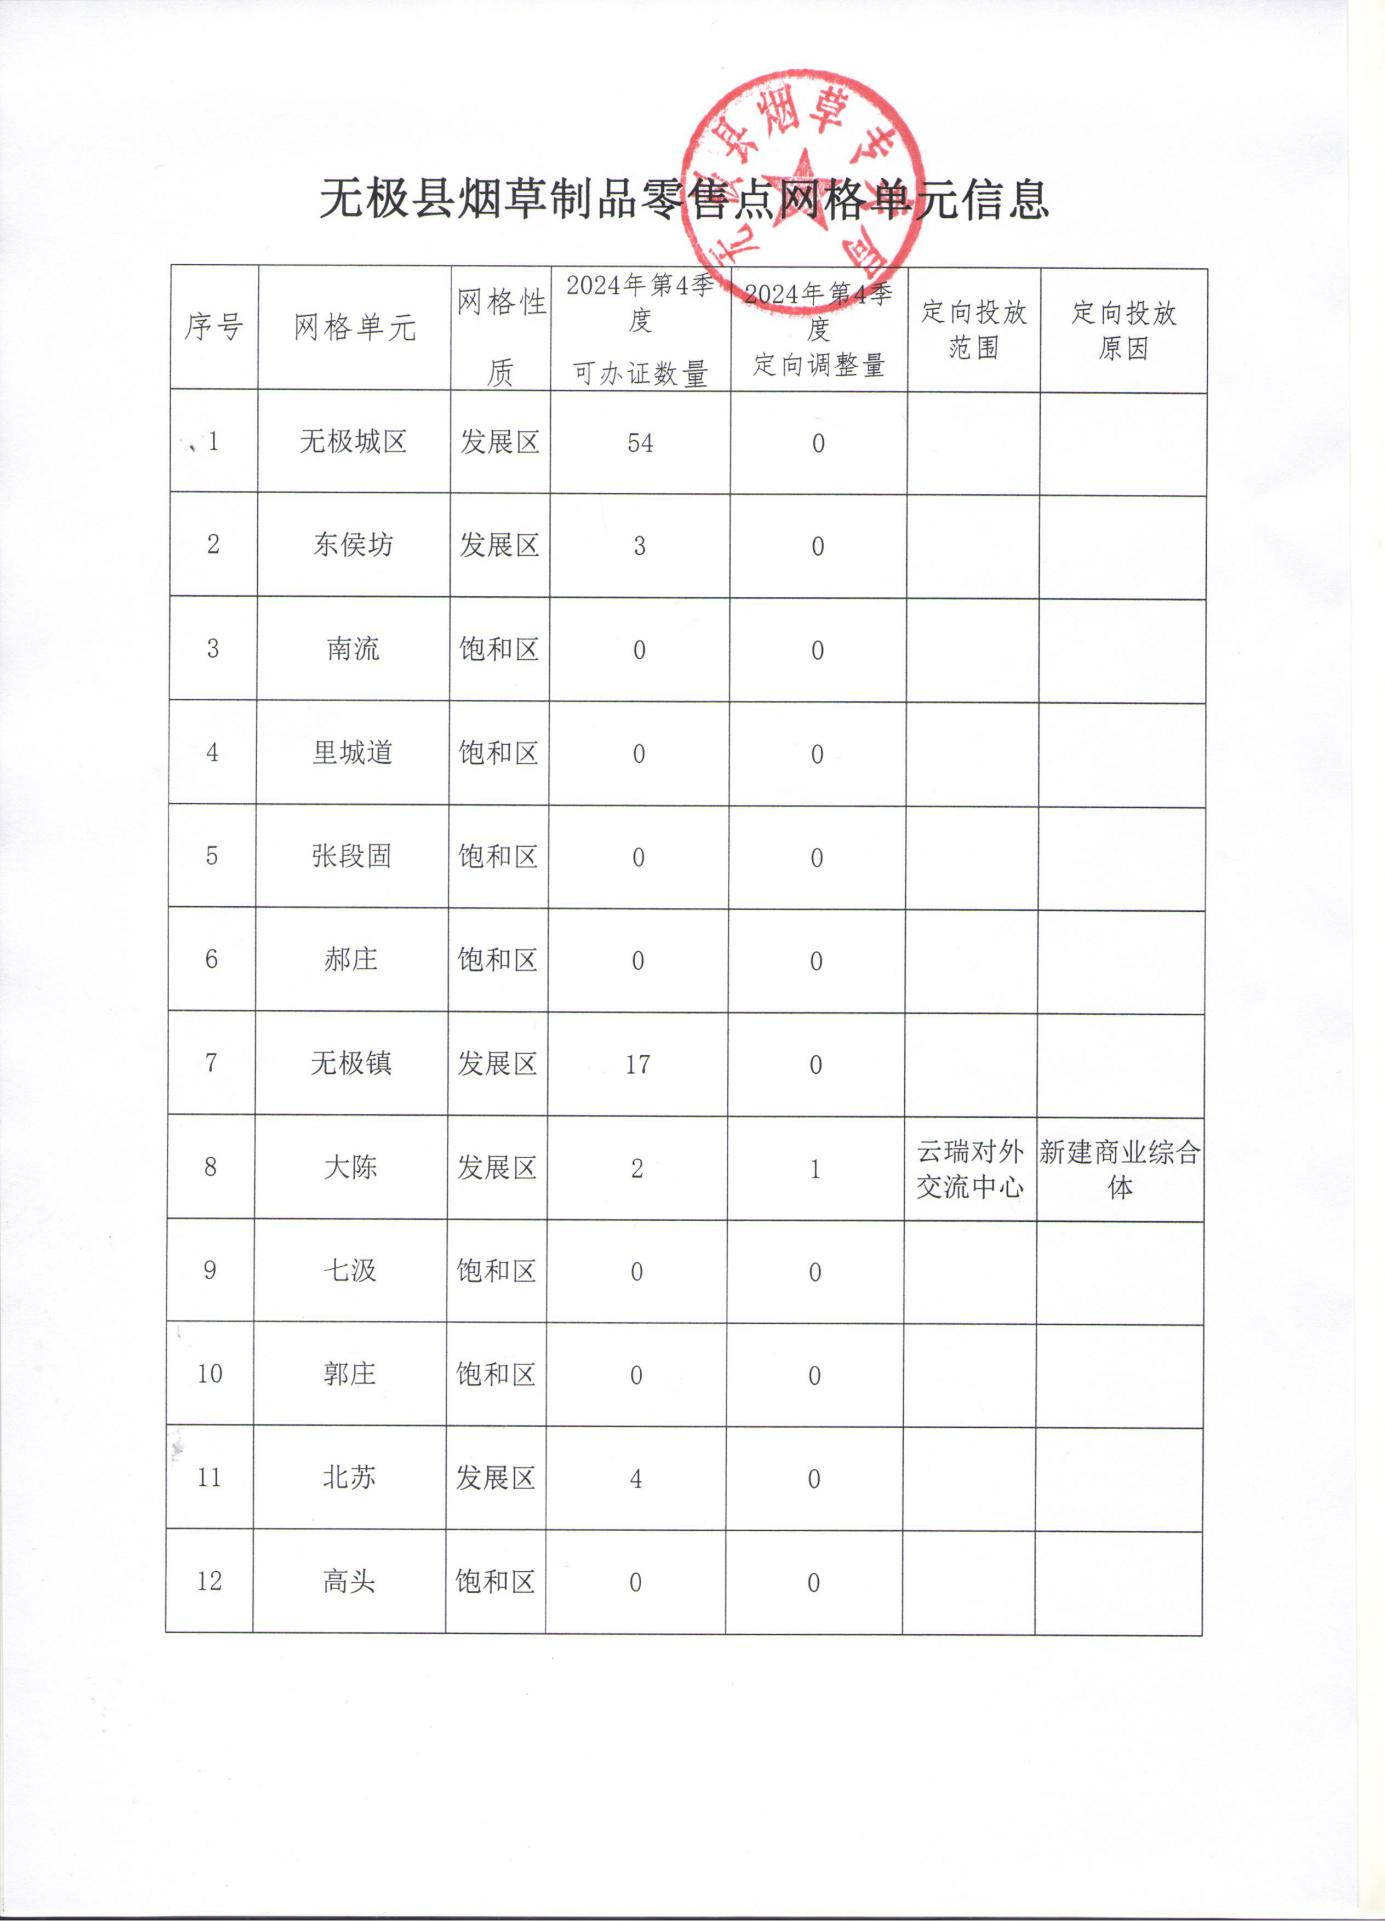 无极县烟草专卖局
无极县烟草制品零售点网格单元信息
序号 网格单元 网格性质 2024年第4季度可办证数量 2024年第4季度定向调整量 定向投放范围 定向投放原因
1 无极城区 发展区 54 0
2 东侯坊 发展区 3 0
3 南流 饱和区 0 0
4 里城道 饱和区 0 0
5 张段固 饱和区 0 0
6 郝庄 饱和区 0 0
7 无极镇 发展区 17 0
8 大陈 发展区 2 1 云瑞对外交流中心 新建商业综合体
9 七汲 饱和区 0 0
10 郭庄 饱和区 0 0
11 北苏 发展区 4 0
12 高头 饱和区 0 0